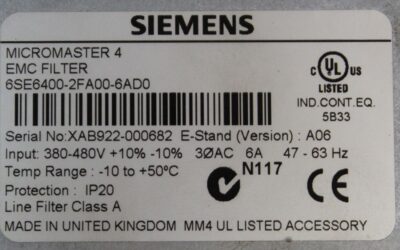 SIEMENS
MICROMASTER 4
EMC FILTER
6SE6400-2FA00-6AD0
c UL US
LISTED
IND.CONT.EQ.
5B33
Serial No:XAB922-000682 E-Stand (Version) : A06
Input: 380-480V +10% -10% 3ØAC 6A 47 - 63 Hz
Temp Range : -10 to +50°C
N117
Protection : IP20
Line Filter Class A
MADE IN UNITED KINGDOM MM4 UL LISTED ACCESSORY